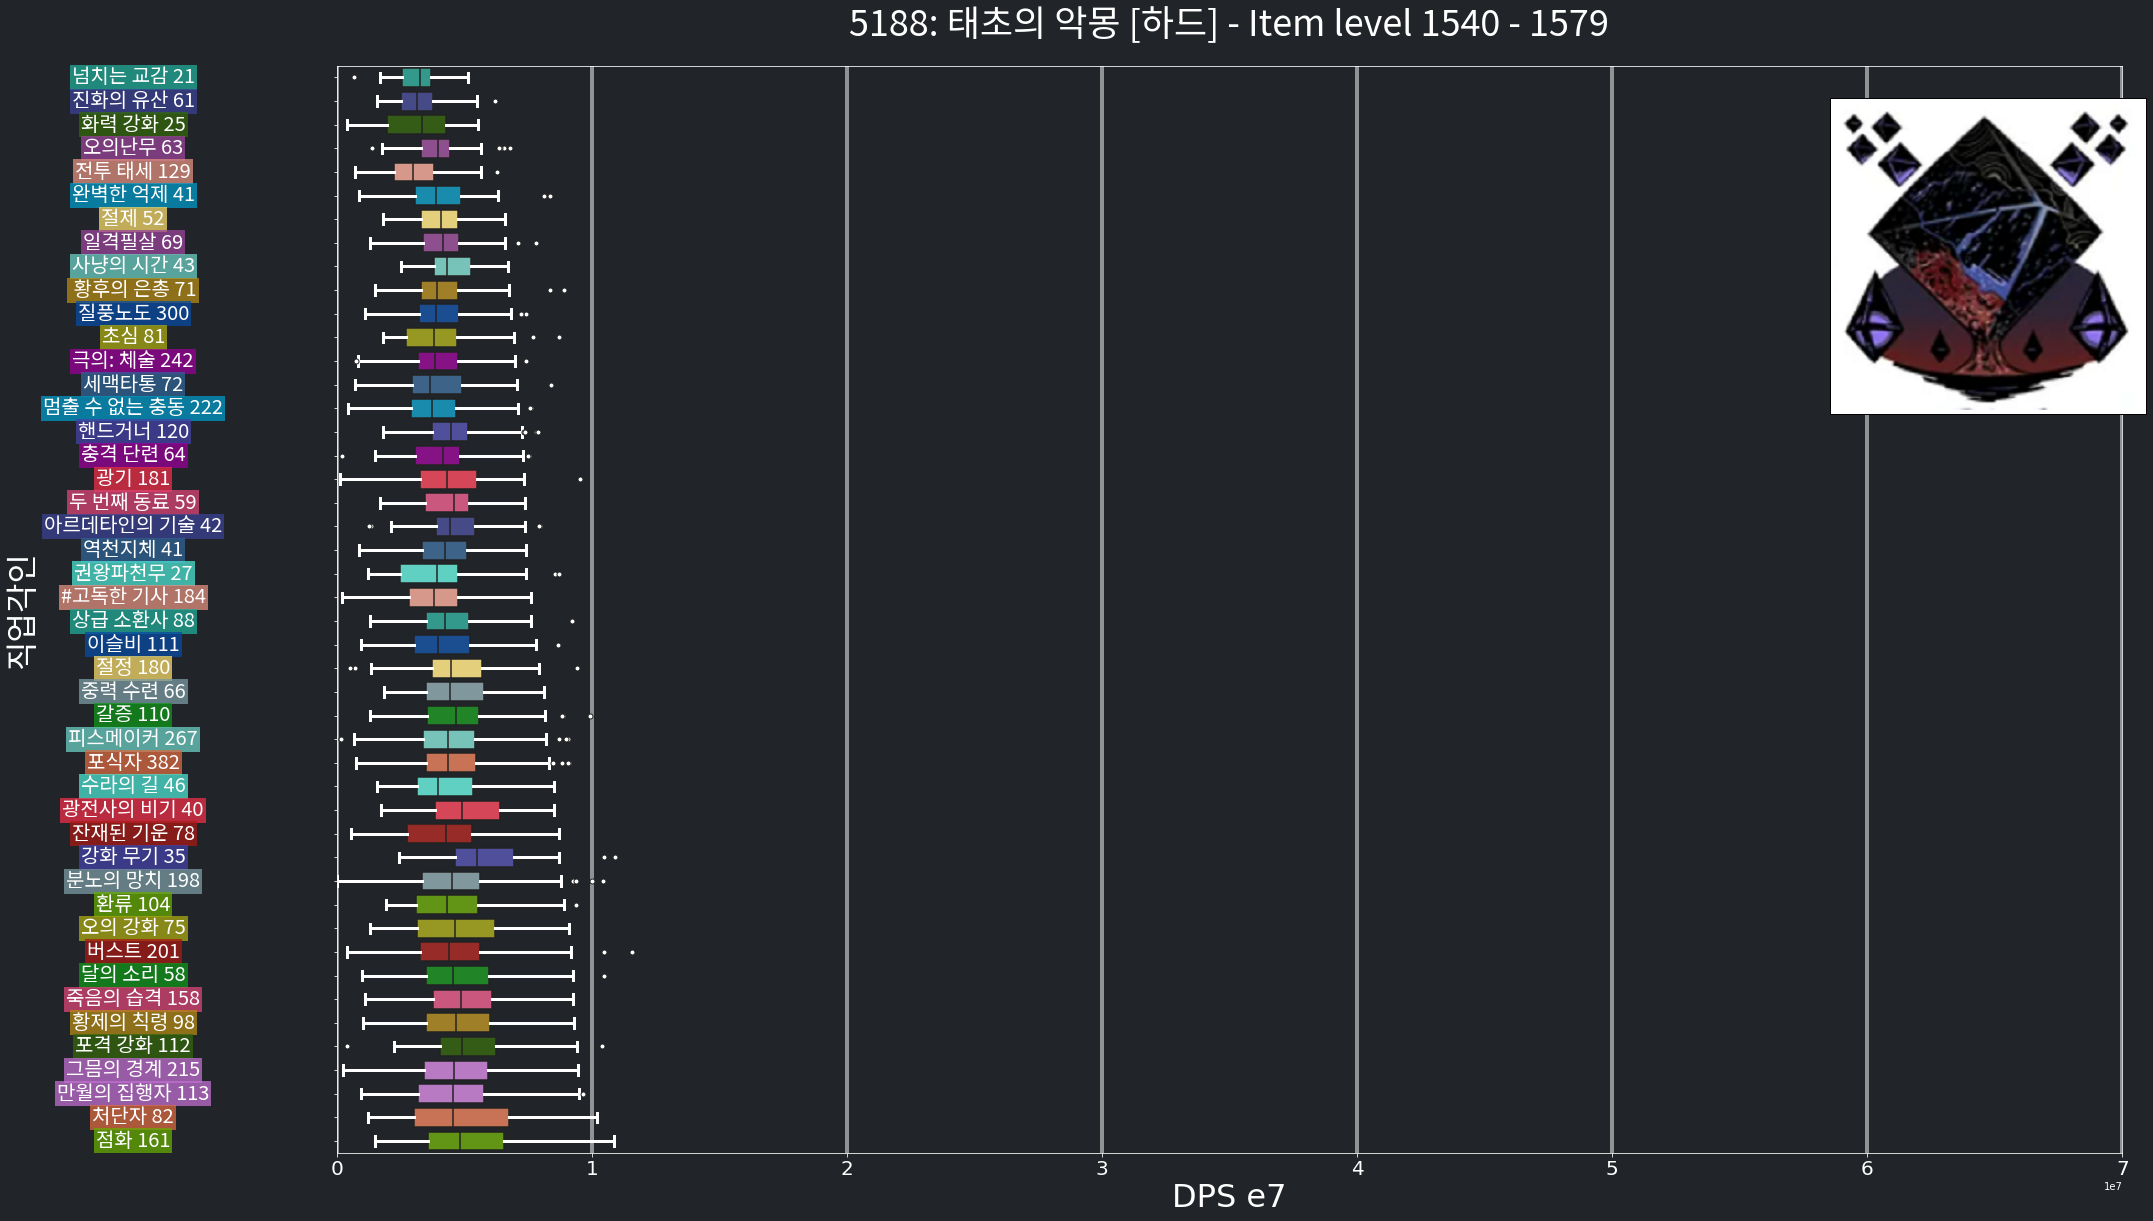 5188: 태초의 악몽 [하드] - Item level 1540 - 1579
넘치는 교감 21
진화의 유산 61
화력 강화 25
오의난무 63
전투 태세 129
완벽한 억제 41
절제 52
일격필살 69
사냥의 시간 43
황후의 은총 71
질풍노도 300
초심 81
극의: 체술 242
세맥타통 72
멈출 수 없는 충동 222
핸드거너 120
충격 단련 64
광기 181
두 번째 동료 59
아르데타인의 기술 42
역천지체 41
권왕파천무 27
#고독한 기사 184
상급 소환사 88
이슬비 111
절정 180
중력 수련 66
갈증 110
피스메이커 267
포식자 382
수라의 길 46
광전사의 비기 40
잔재된 기운 78
강화 무기 35
분노의 망치 198
환류 104
오의 강화 75
버스트 201
달의 소리 58
죽음의 습격 158
황제의 칙령 98
포격 강화 112
그믐의 경계 215
만월의 집행자 113
처단자 82
점화 161
직업각인
0 1 2 3 4 5 6 7
1e7
DPS e7